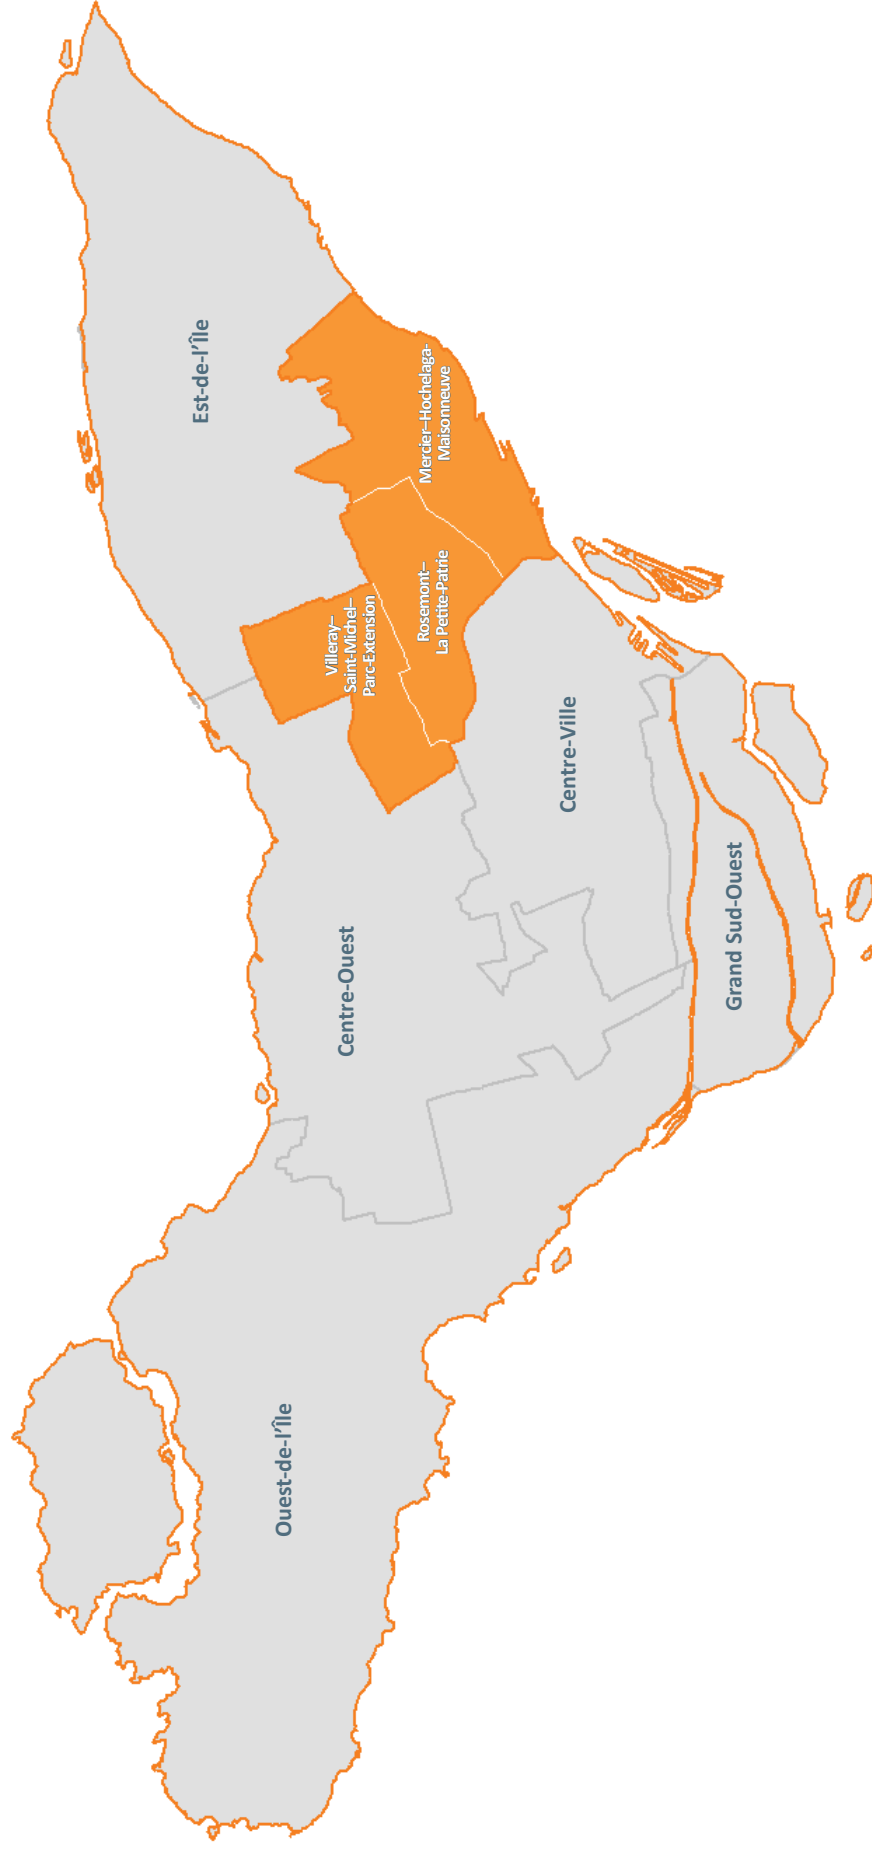 Ouest-de-l'Île
Centre-Ouest
Est-de-l'Île
Villeray–
Saint-Michel–
Parc-Extension
Rosemont–
La Petite-Patrie
Mercier–Hochelaga-
Maisonneuve
Centre-Ville
Grand Sud-Ouest